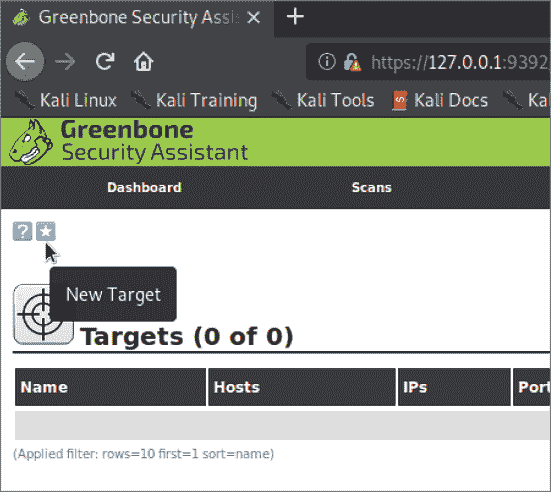 Greenbone Security Assis
https://127.0.0.1:9392
Kali Linux Kali Training Kali Tools Kali Docs Ka
Greenbone
Security Assistant
Dashboard Scans
?
New Target
Targets (0 of 0)
Name Hosts IPs Port
(Applied filter: rows=10 first=1 sort=name)